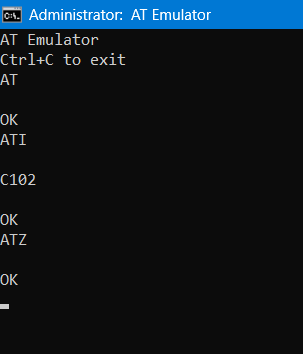 Administrator: AT Emulator
AT Emulator
Ctrl+C to exit
AT
OK
ATI
C102
OK
ATZ
OK